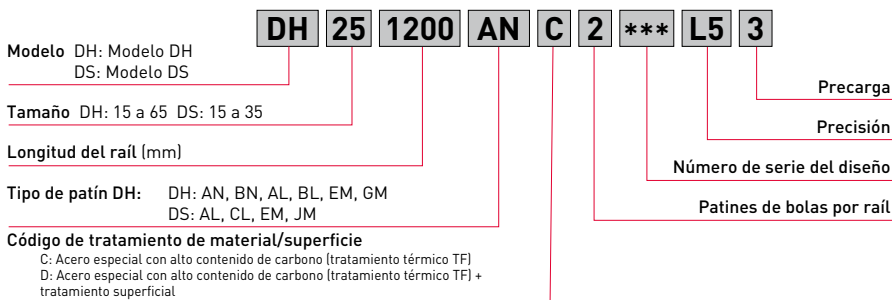 DH 25 1200 AN C 2 *** L5 3
Modelo DH: Modelo DH
DS: Modelo DS
Tamaño DH: 15 a 65 DS: 15 a 35
Longitud del raíl (mm)
Tipo de patín DH: DH: AN, BN, AL, BL, EM, GM
DS: AL, CL, EM, JM
Código de tratamiento de material/superficie
C: Acero especial con alto contenido de carbono (tratamiento térmico TF)
D: Acero especial con alto contenido de carbono (tratamiento térmico TF) +
tratamiento superficial
Precarga
Precisión
Número de serie del diseño
Patines de bolas por raíl